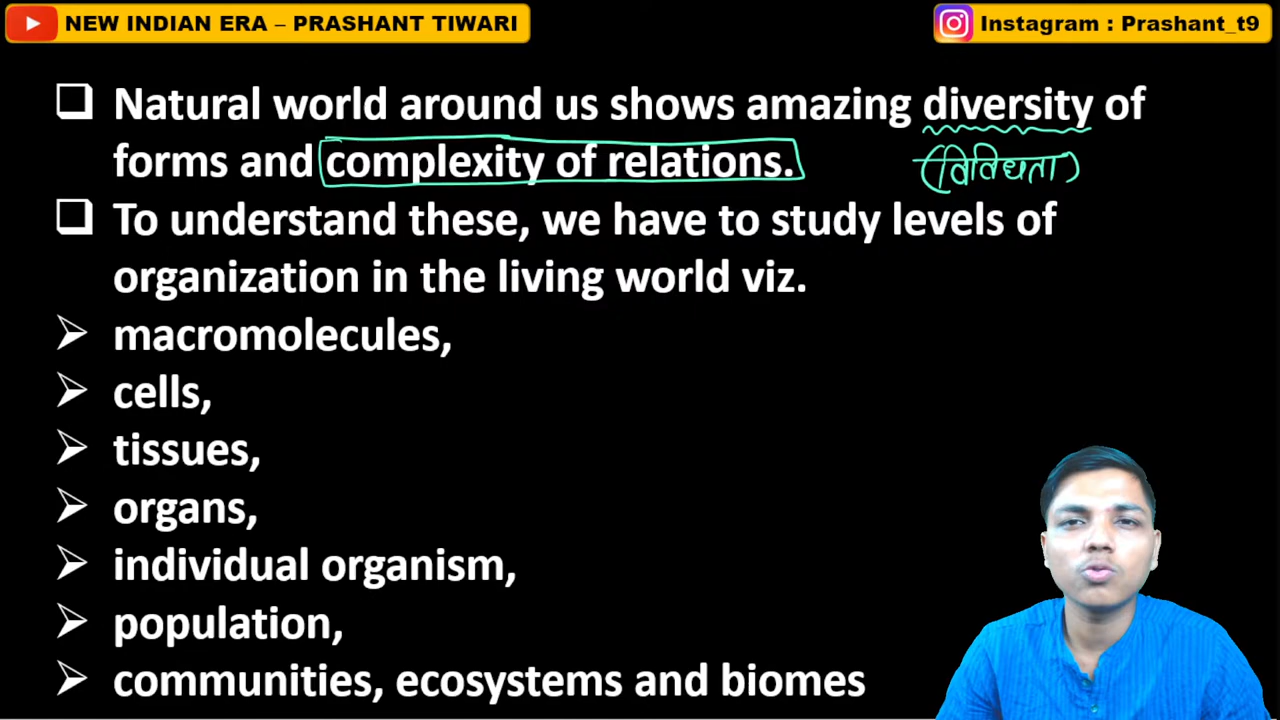 NEW INDIAN ERA – PRASHANT TIWARI
Instagram : Prashant_t9
❑ Natural world around us shows amazing diversity of
forms and complexity of relations.
(विविधता)
❑ To understand these, we have to study levels of
organization in the living world viz.
➢ macromolecules,
➢ cells,
➢ tissues,
➢ organs,
➢ individual organism,
➢ population,
➢ communities, ecosystems and biomes